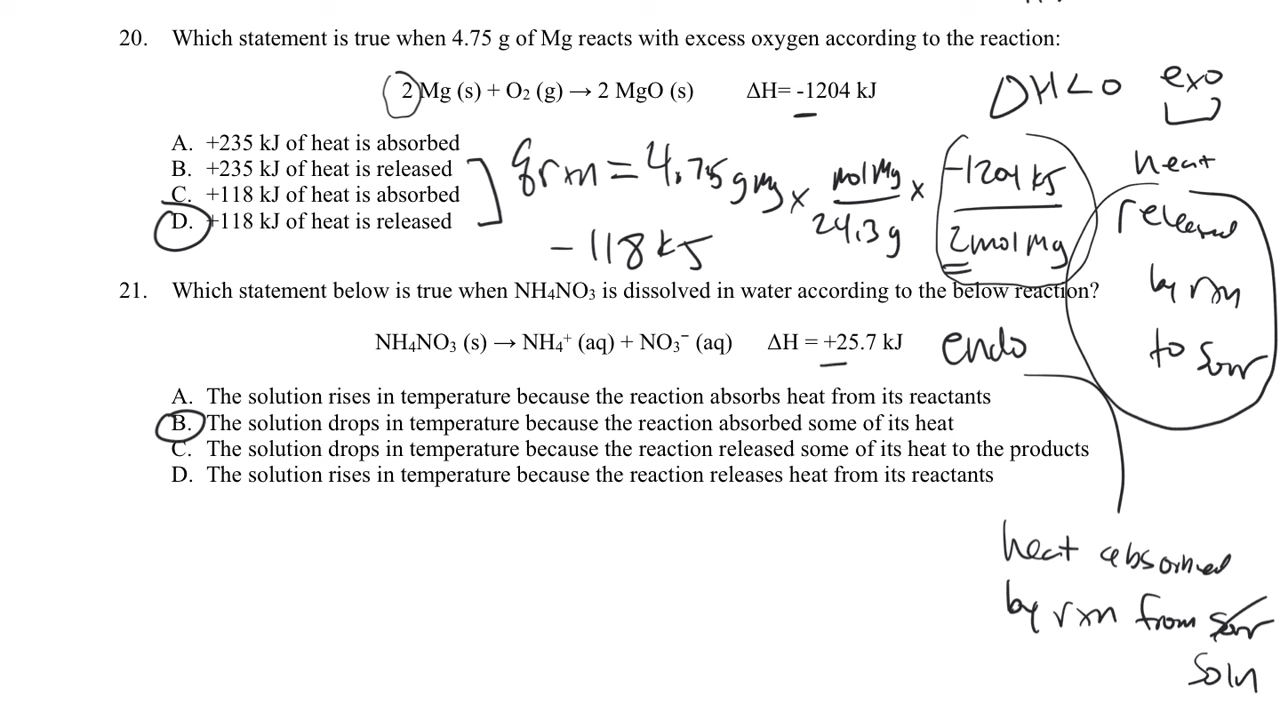 20. Which statement is true when 4.75 g of Mg reacts with excess oxygen according to the reaction:
2 Mg (s) + O₂ (g) → 2 MgO (s) ΔH= -1204 kJ
ΔH<0 exo
heat
released
by rxn
to surr
A. +235 kJ of heat is absorbed
B. +235 kJ of heat is released
C. +118 kJ of heat is absorbed
D. +118 kJ of heat is released
qrxn = 4.75 g Mg × mol Mg / 24.3 g × -1204 kJ / 2 mol Mg
-118 kJ
21. Which statement below is true when NH₄NO₃ is dissolved in water according to the below reaction?
NH₄NO₃ (s) → NH₄⁺ (aq) + NO₃⁻ (aq) ΔH = +25.7 kJ
endo
A. The solution rises in temperature because the reaction absorbs heat from its reactants
B. The solution drops in temperature because the reaction absorbed some of its heat
C. The solution drops in temperature because the reaction released some of its heat to the products
D. The solution rises in temperature because the reaction releases heat from its reactants
heat absorbed
by rxn from surr
soln